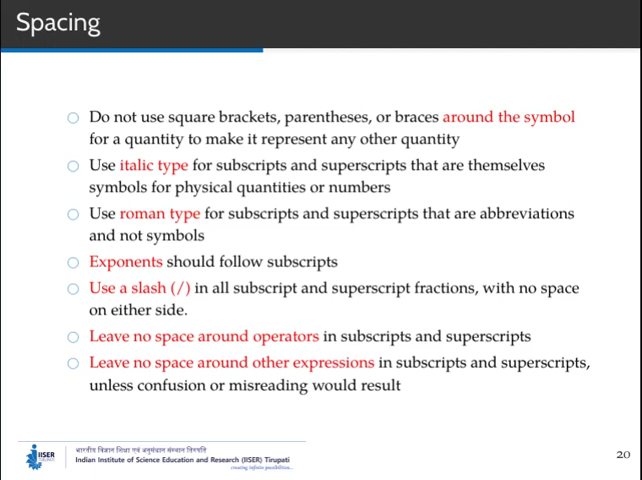 Spacing
Do not use square brackets, parentheses, or braces around the symbol
for a quantity to make it represent any other quantity
Use italic type for subscripts and superscripts that are themselves
symbols for physical quantities or numbers
Use roman type for subscripts and superscripts that are abbreviations
and not symbols
Exponents should follow subscripts
Use a slash (/) in all subscript and superscript fractions, with no space
on either side.
Leave no space around operators in subscripts and superscripts
Leave no space around other expressions in subscripts and superscripts,
unless confusion or misreading would result
IISER
भारतीय विज्ञान शिक्षा एवं अनुसंधान संस्थान तिरुपति
Indian Institute of Science Education and Research (IISER) Tirupati
creating infinite possibilities...
20